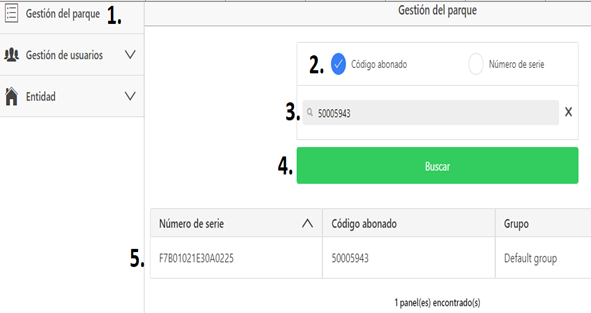 Gestión del parque 1.
Gestión de usuarios
Entidad
Gestión del parque
2. Código abonado Número de serie
3. 50005943 X
4. Buscar
Número de serie Código abonado Grupo
5. F7B01021E30A0225 50005943 Default group
1 panel(es) encontrado(s)